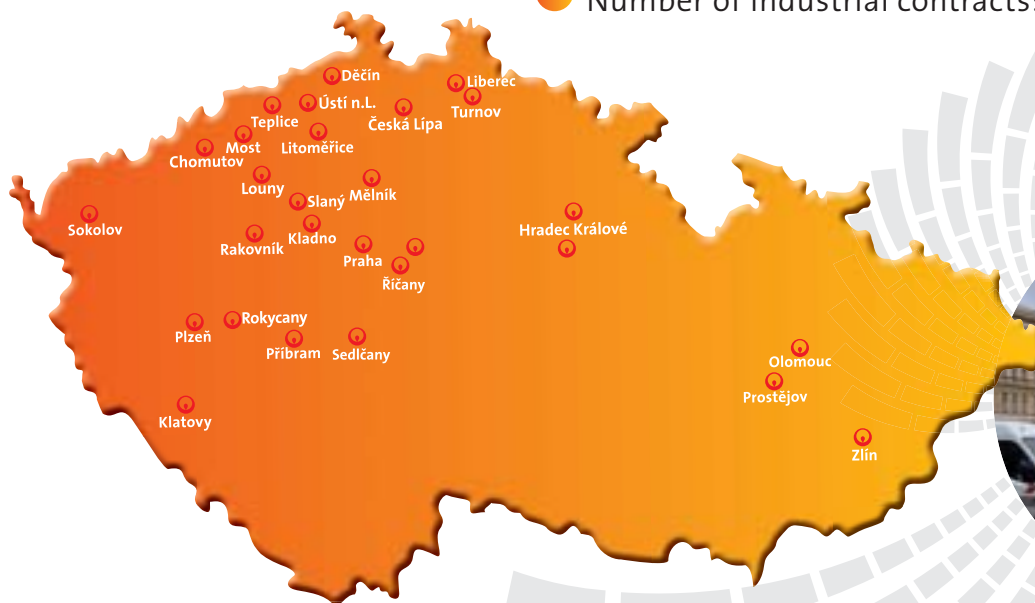 Number of industrial contracts:
Děčín
Liberec
Ústí n.L.
Teplice
Česká Lípa
Turnov
Most
Litoměřice
Chomutov
Louny
Mělník
Slaný
Sokolov
Kladno
Hradec Králové
Rakovník
Praha
Říčany
Rokycany
Plzeň
Příbram
Sedlčany
Olomouc
Prostějov
Klatovy
Zlín